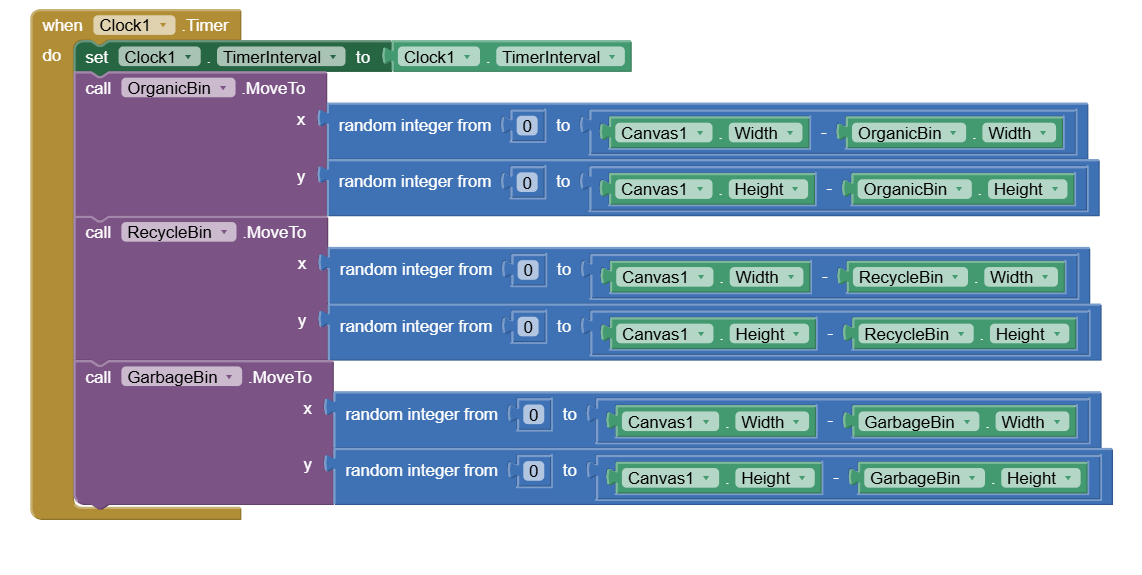 when Clock1 .Timer
do set Clock1 . TimerInterval to Clock1 . TimerInterval
call OrganicBin .MoveTo
x random integer from 0 to Canvas1 . Width - OrganicBin . Width
y random integer from 0 to Canvas1 . Height - OrganicBin . Height
call RecycleBin .MoveTo
x random integer from 0 to Canvas1 . Width - RecycleBin . Width
y random integer from 0 to Canvas1 . Height - RecycleBin . Height
call GarbageBin .MoveTo
x random integer from 0 to Canvas1 . Width - GarbageBin . Width
y random integer from 0 to Canvas1 . Height - GarbageBin . Height